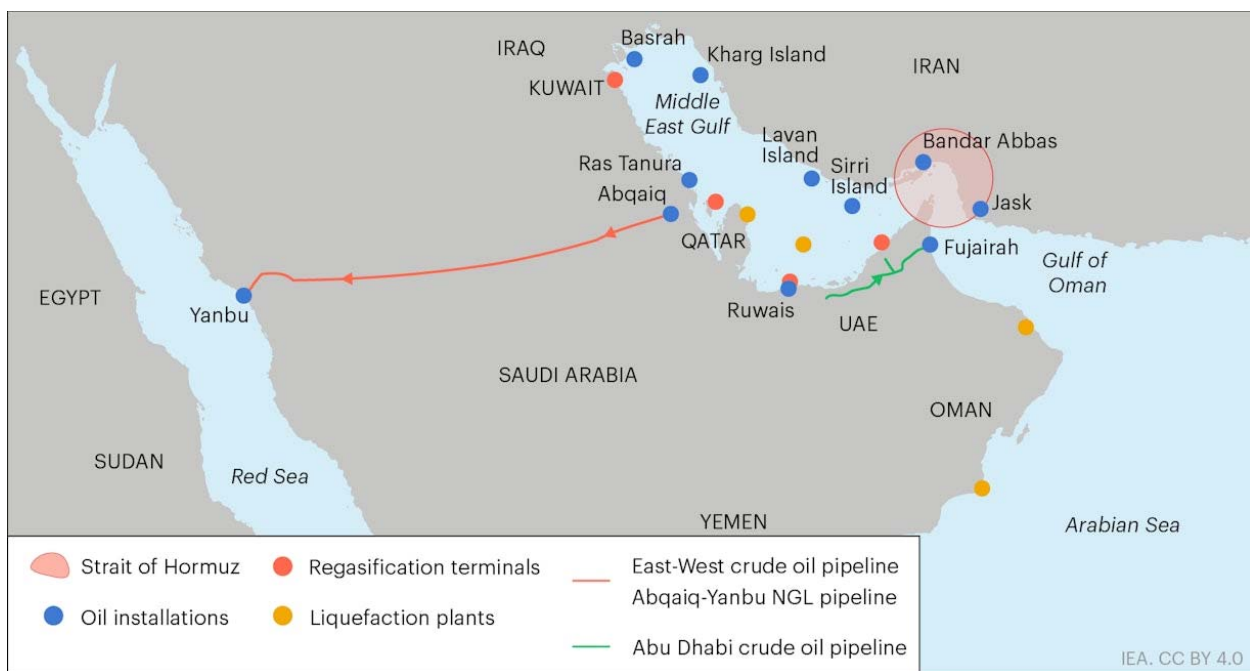 IRAQ
Basrah
Kharg Island
IRAN
KUWAIT
Middle
East Gulf
Lavan
Island
Bandar Abbas
Ras Tanura
Sirri
Island
Abqaiq
Jask
QATAR
Fujairah
Gulf of
Oman
EGYPT
Yanbu
Ruwais
UAE
SAUDI ARABIA
OMAN
SUDAN
Red Sea
YEMEN
Arabian Sea
Strait of Hormuz
Regasification terminals
East-West crude oil pipeline
Abqaiq-Yanbu NGL pipeline
Oil installations
Liquefaction plants
Abu Dhabi crude oil pipeline
IEA. CC BY 4.0